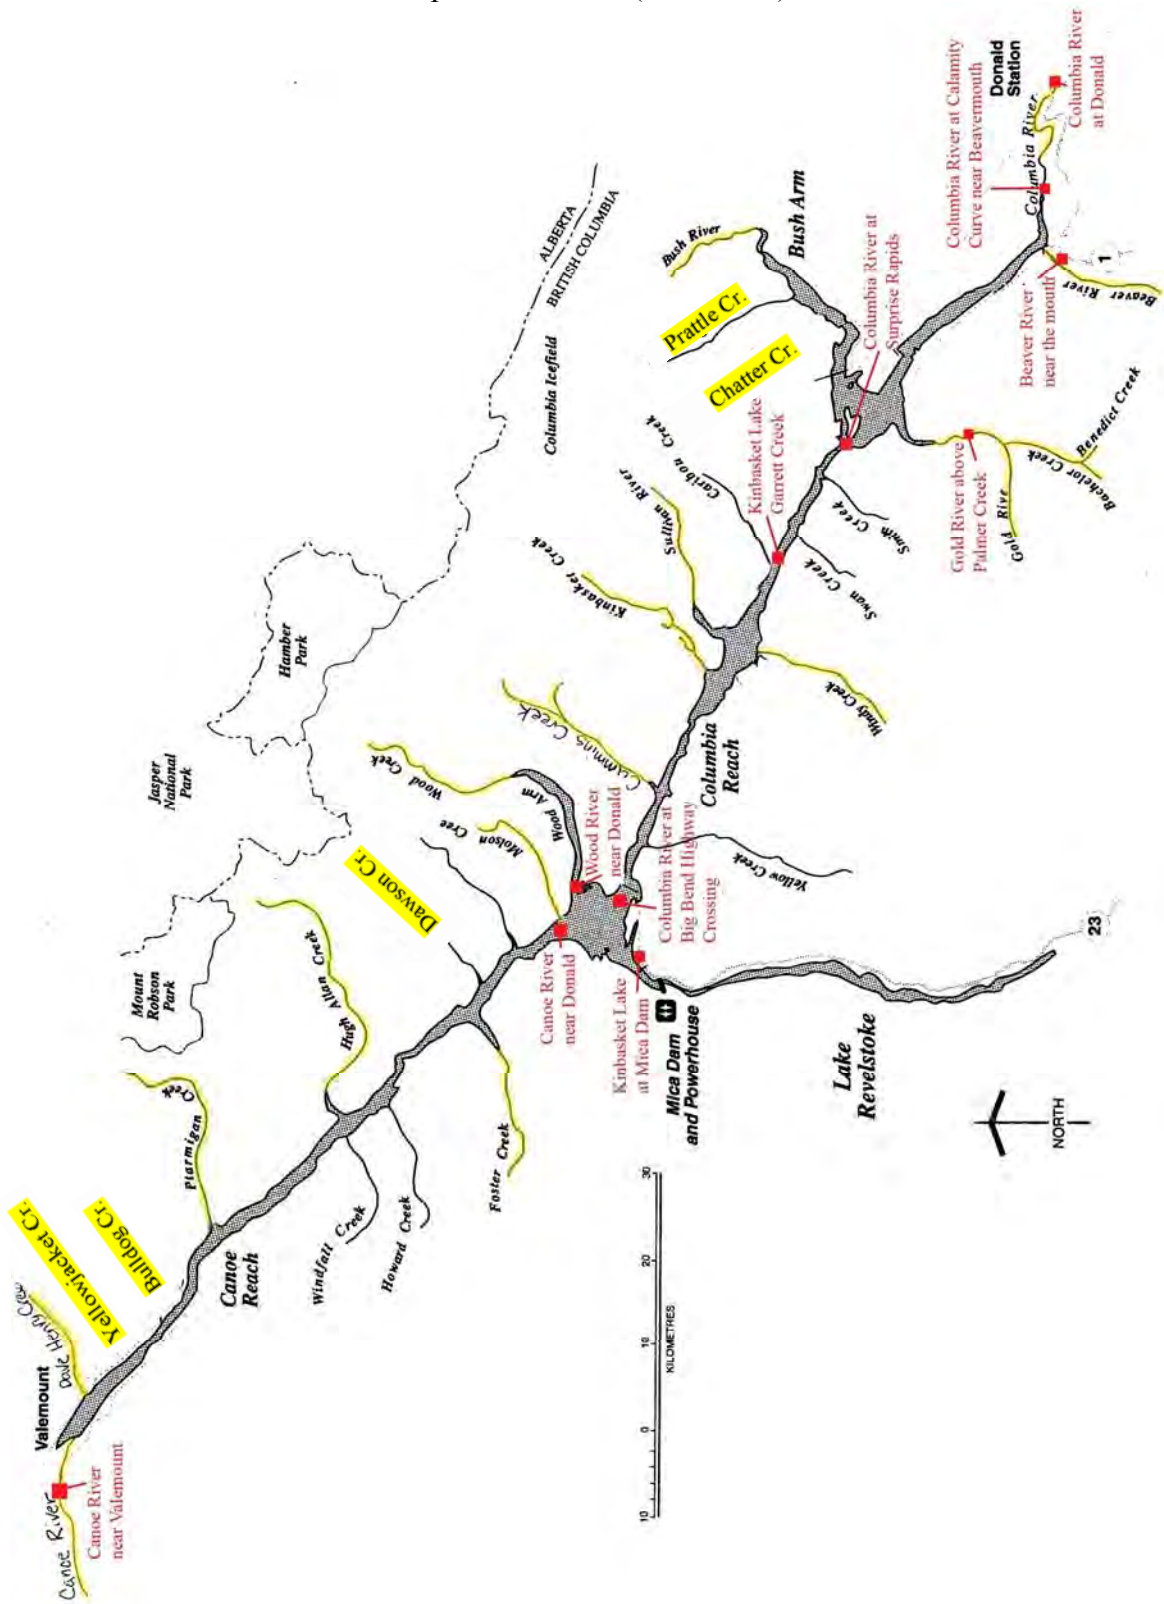 Columbia River at Calamity
Curve near Beavermouth
Donald
Station
Columbia River
Columbia River
at Donald
ALBERTA
BRITISH COLUMBIA
Bush River
Bush Arm
Prattle Cr.
Chatter Cr.
Columbia River at
Surprise Rapids
Beaver River
near the mouth
1
Beaver River
Columbia Icefield
Kinbasket Lake
Garrett Creek
Caribou Creek
Sullivan River
Kinbasket Creek
Smith Creek
Swan Creek
Windy Creek
Gold River above
Palmer Creek
Gold Rive
Bachelor Creek
Benedict Creek
Hamber
Park
Jasper
National
Park
Cummins Creek
Columbia
Reach
Wood Creek
Wood Arm
Molson Cree
Wood River
near Donald
Columbia River at
Big Bend Highway
Crossing
Yellow Creek
Dawson Cr.
Mount
Robson
Park
Hugh Allan Creek
Canoe River
near Donald
Kinbasket Lake
at Mica Dam
Mica Dam
and Powerhouse
Lake
Revelstoke
23
Ptarmigan Creek
Foster Creek
Windfall Creek
Howard Creek
Canoe
Reach
Bulldog Cr.
Yellowjacket Cr.
Dave Henry Cree
Valemount
Canoe River
Canoe River
near Valemount
10 0 10 20 30
KILOMETRES
NORTH